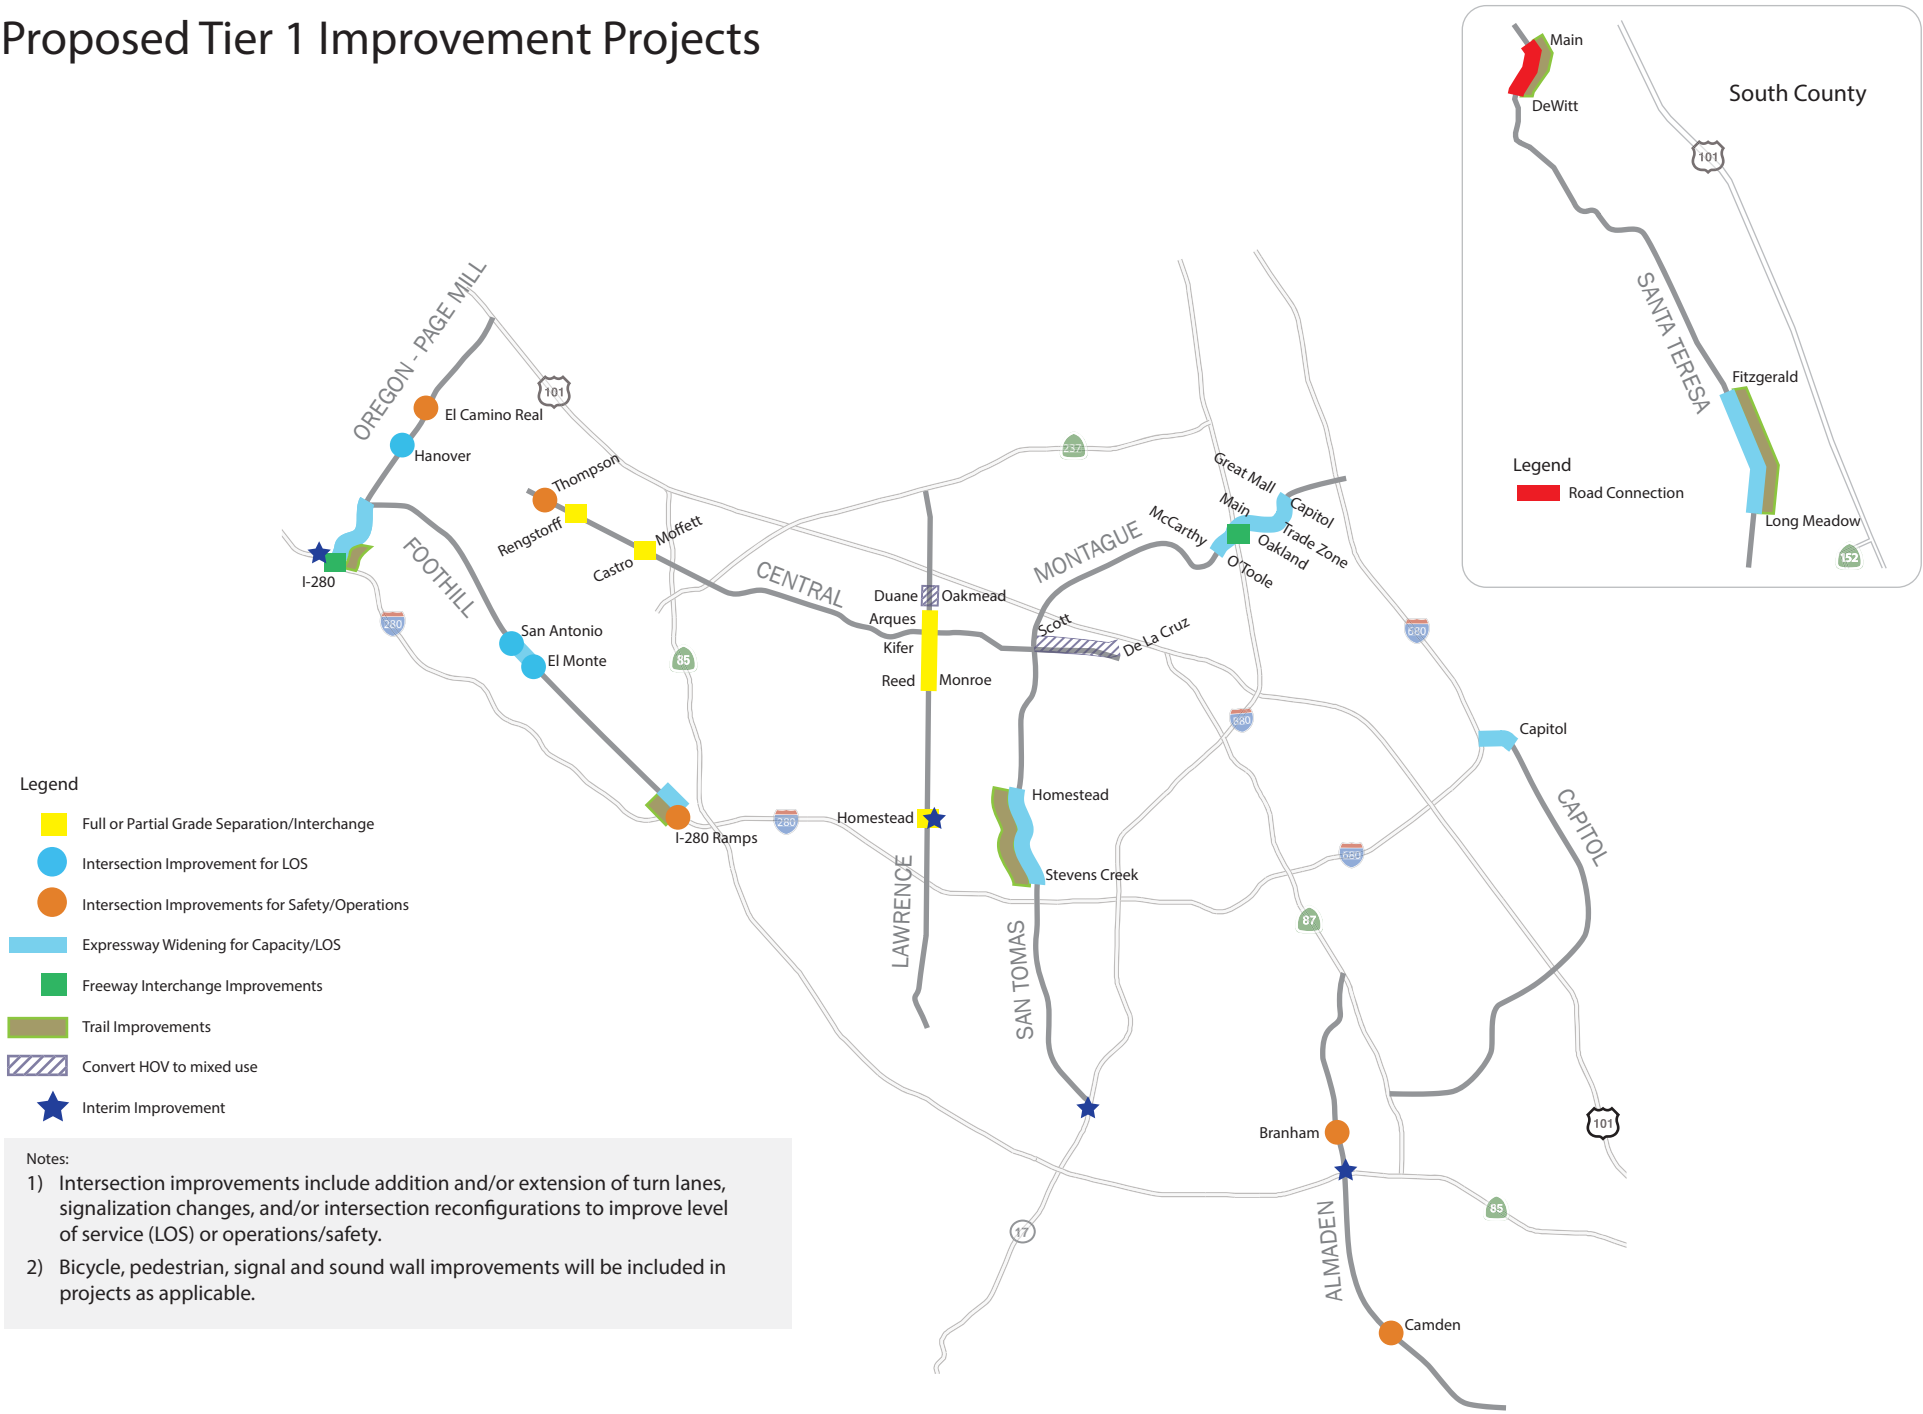 Proposed Tier 1 Improvement Projects
Main
South County
DeWitt
101
SANTA TERESA
Fitzgerald
Legend
Road Connection
Long Meadow
152
OREGON - PAGE MILL
101
El Camino Real
Hanover
237
Thompson
Rengstorff
Moffett
Castro
I-280
FOOTHILL
280
San Antonio
El Monte
85
CENTRAL
Duane
Oakmead
Arques
Kifer
Reed
Monroe
MONTAGUE
Great Mall
Capitol
Main
McCarthy
Trade Zone
Oakland
O'Toole
Scott
De La Cruz
680
880
Capitol
CAPITOL
I-280 Ramps
280
Homestead
LAWRENCE
Homestead
Stevens Creek
SAN TOMAS
680
87
Legend
Full or Partial Grade Separation/Interchange
Intersection Improvement for LOS
Intersection Improvements for Safety/Operations
Expressway Widening for Capacity/LOS
Freeway Interchange Improvements
Trail Improvements
Convert HOV to mixed use
Interim Improvement
Notes:
1) Intersection improvements include addition and/or extension of turn lanes,
signalization changes, and/or intersection reconfigurations to improve level
of service (LOS) or operations/safety.
2) Bicycle, pedestrian, signal and sound wall improvements will be included in
projects as applicable.
101
Branham
85
17
ALMADEN
Camden